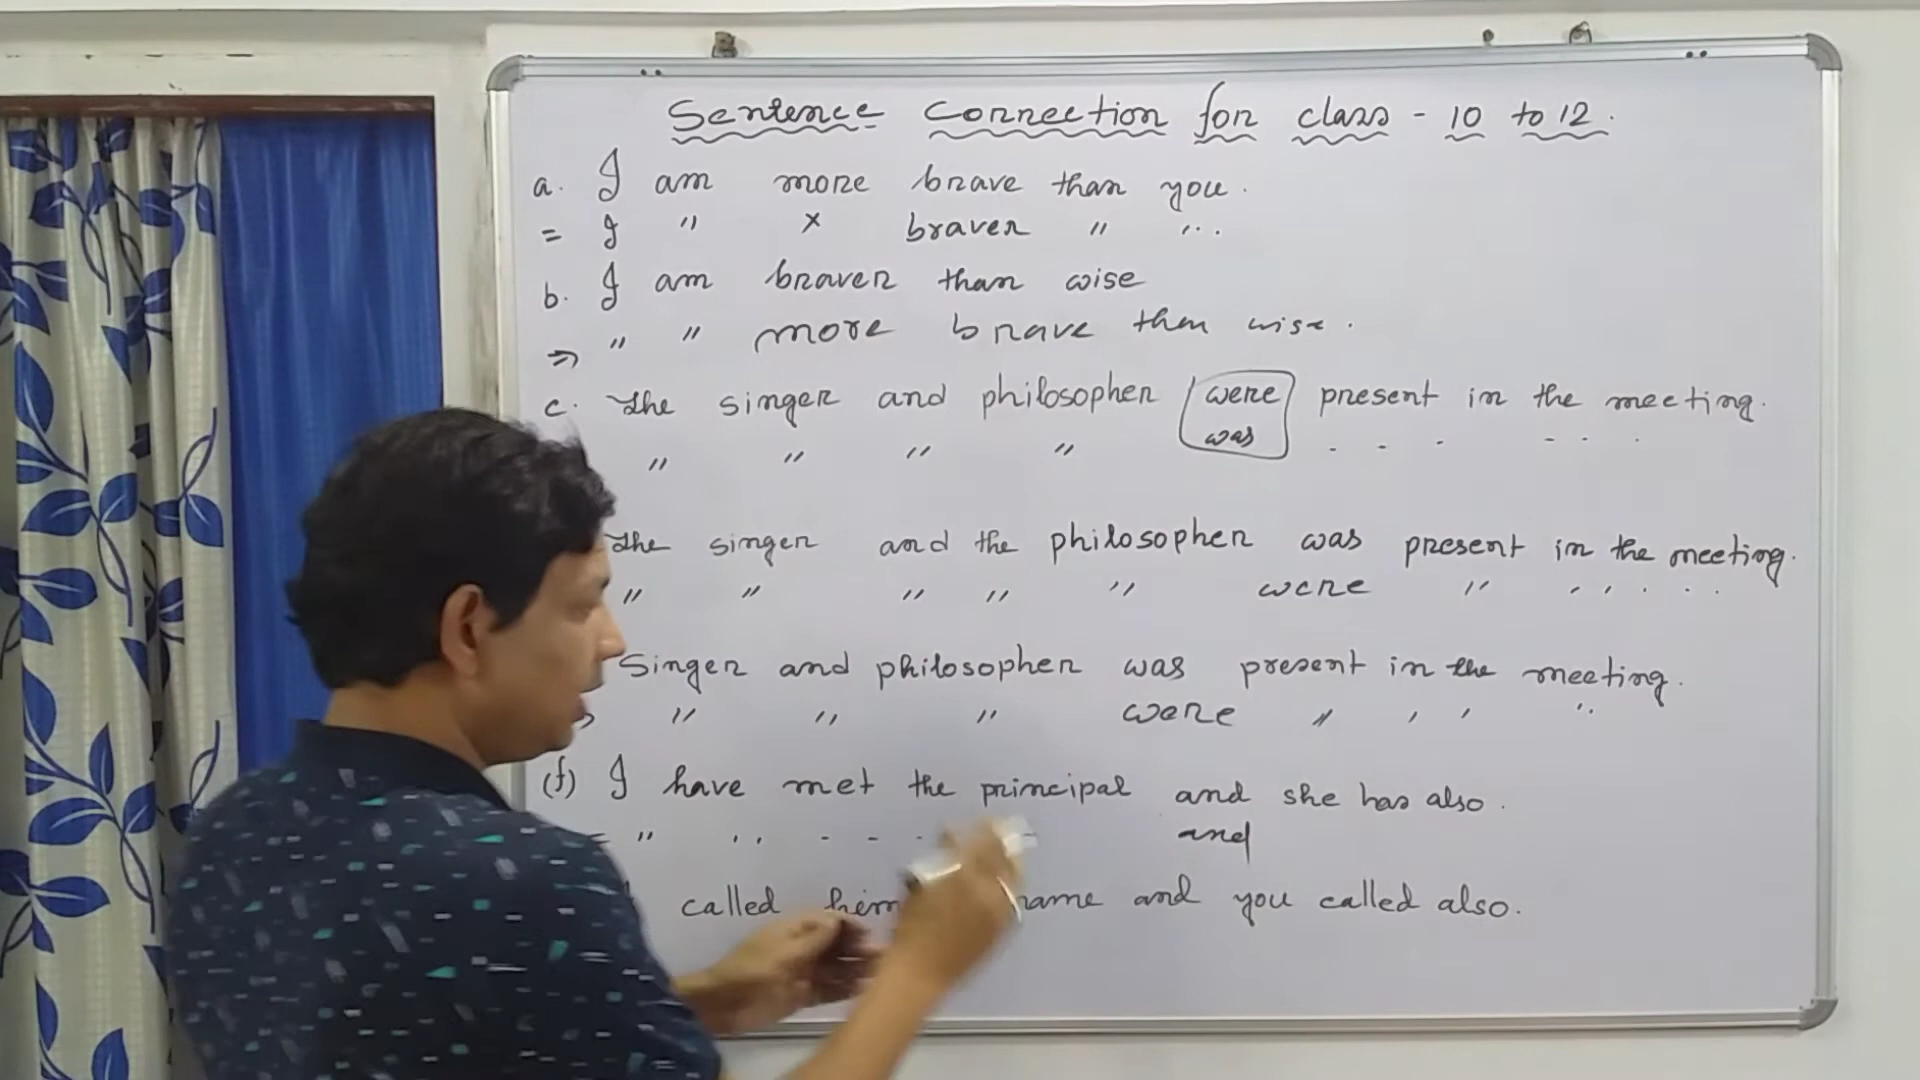 Sentence Connection for class - 10 to 12.
a. I am more brave than you.
= I " x braver " "..
b. I am braver than wise
=> " " more brave than wise.
c. The singer and philosopher were present in the meeting.
" " " " was - - - - - -
The singer and the philosopher was present in the meeting.
" " " " " were " , , . . .
Singer and philosopher was present in the meeting.
" " " were " , , "
(f) I have met the principal and she has also.
= " .. - - - and
called him name and you called also.